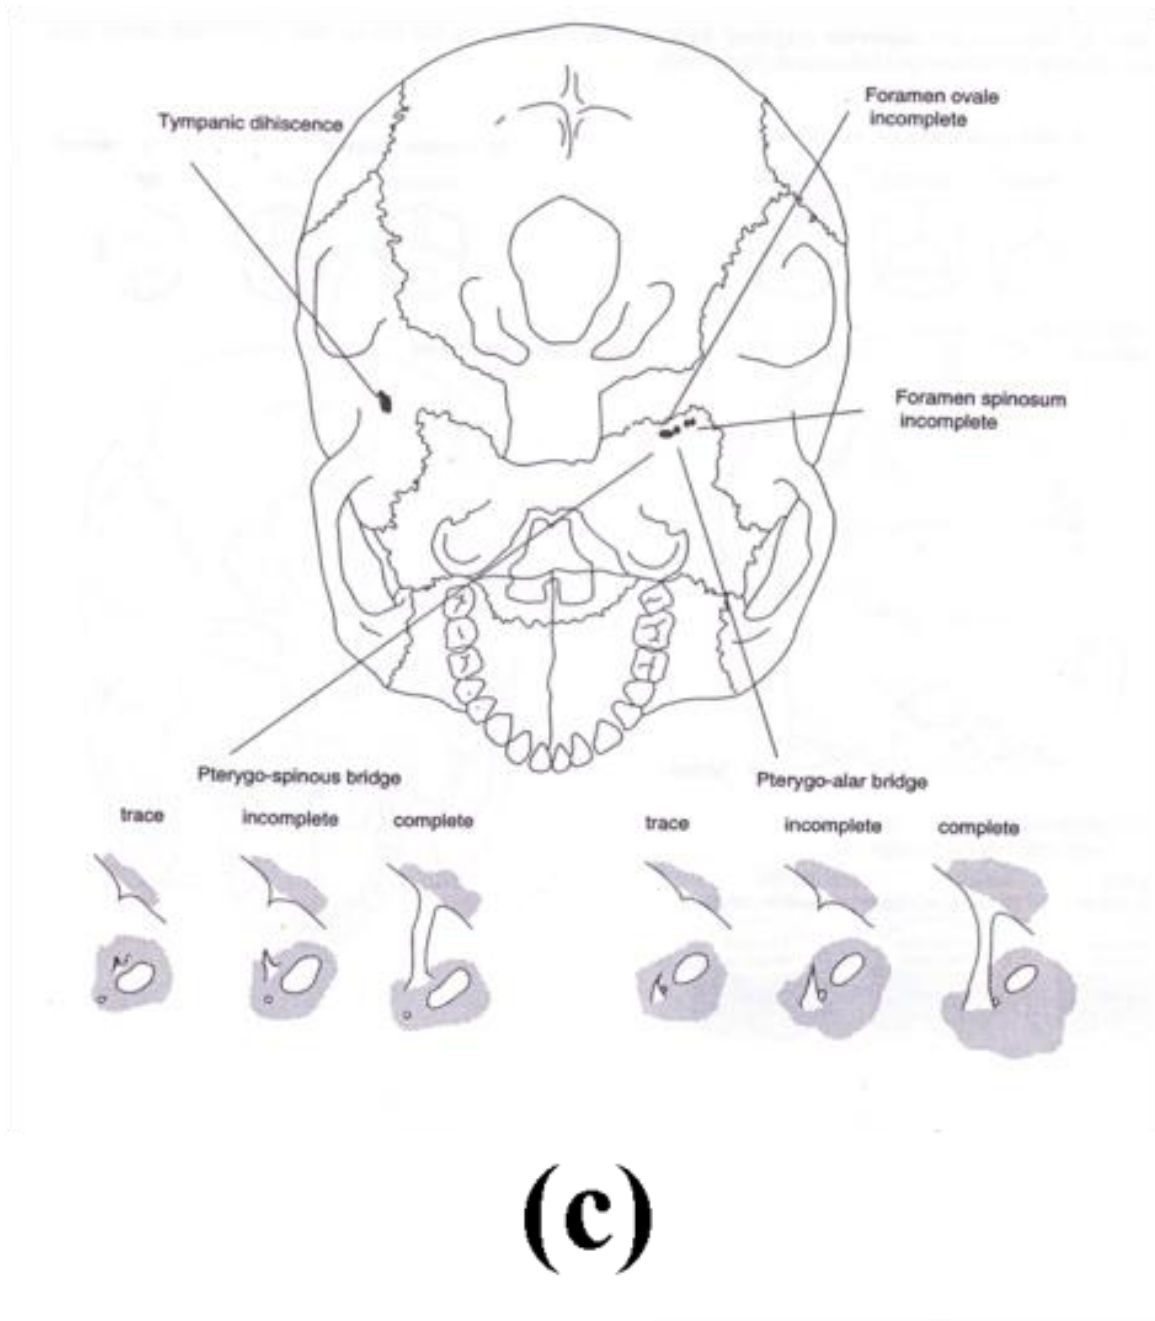 Tympanic dihiscence
Foramen ovale
incomplete
Foramen spinosum
incomplete
Pterygo-spinous bridge
trace
incomplete
complete
Pterygo-alar bridge
trace
incomplete
complete
(c)